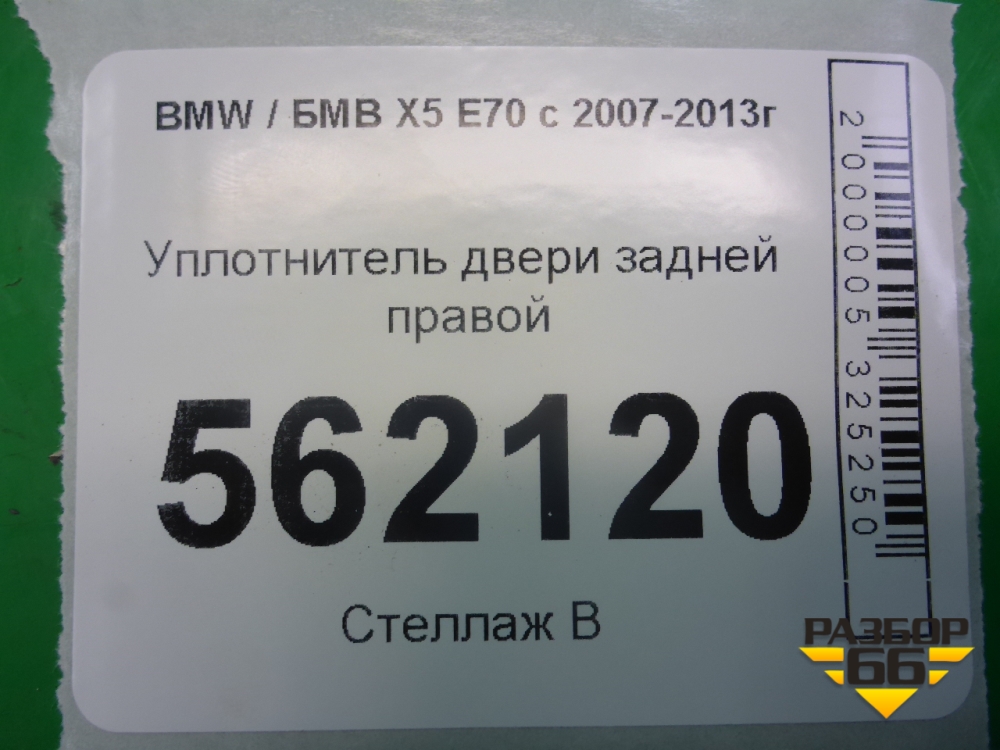 BMW / БМВ X5 E70 с 2007-2013г
Уплотнитель двери задней
правой
562120
Стеллаж В
2000005325250
РАЗБОР
66